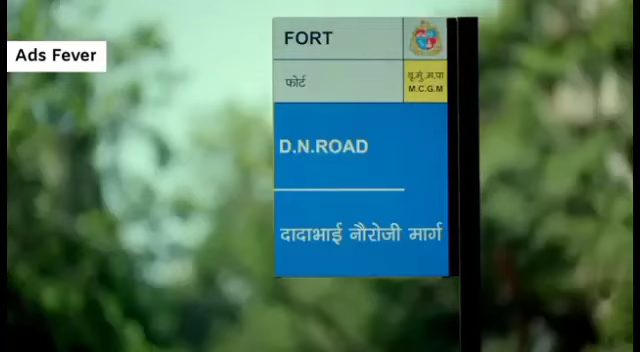 Ads Fever
FORT
फोर्ट
बृ.मुं.म.पा
M.C.G.M
D.N.ROAD
दादाभाई नौरोजी मार्ग